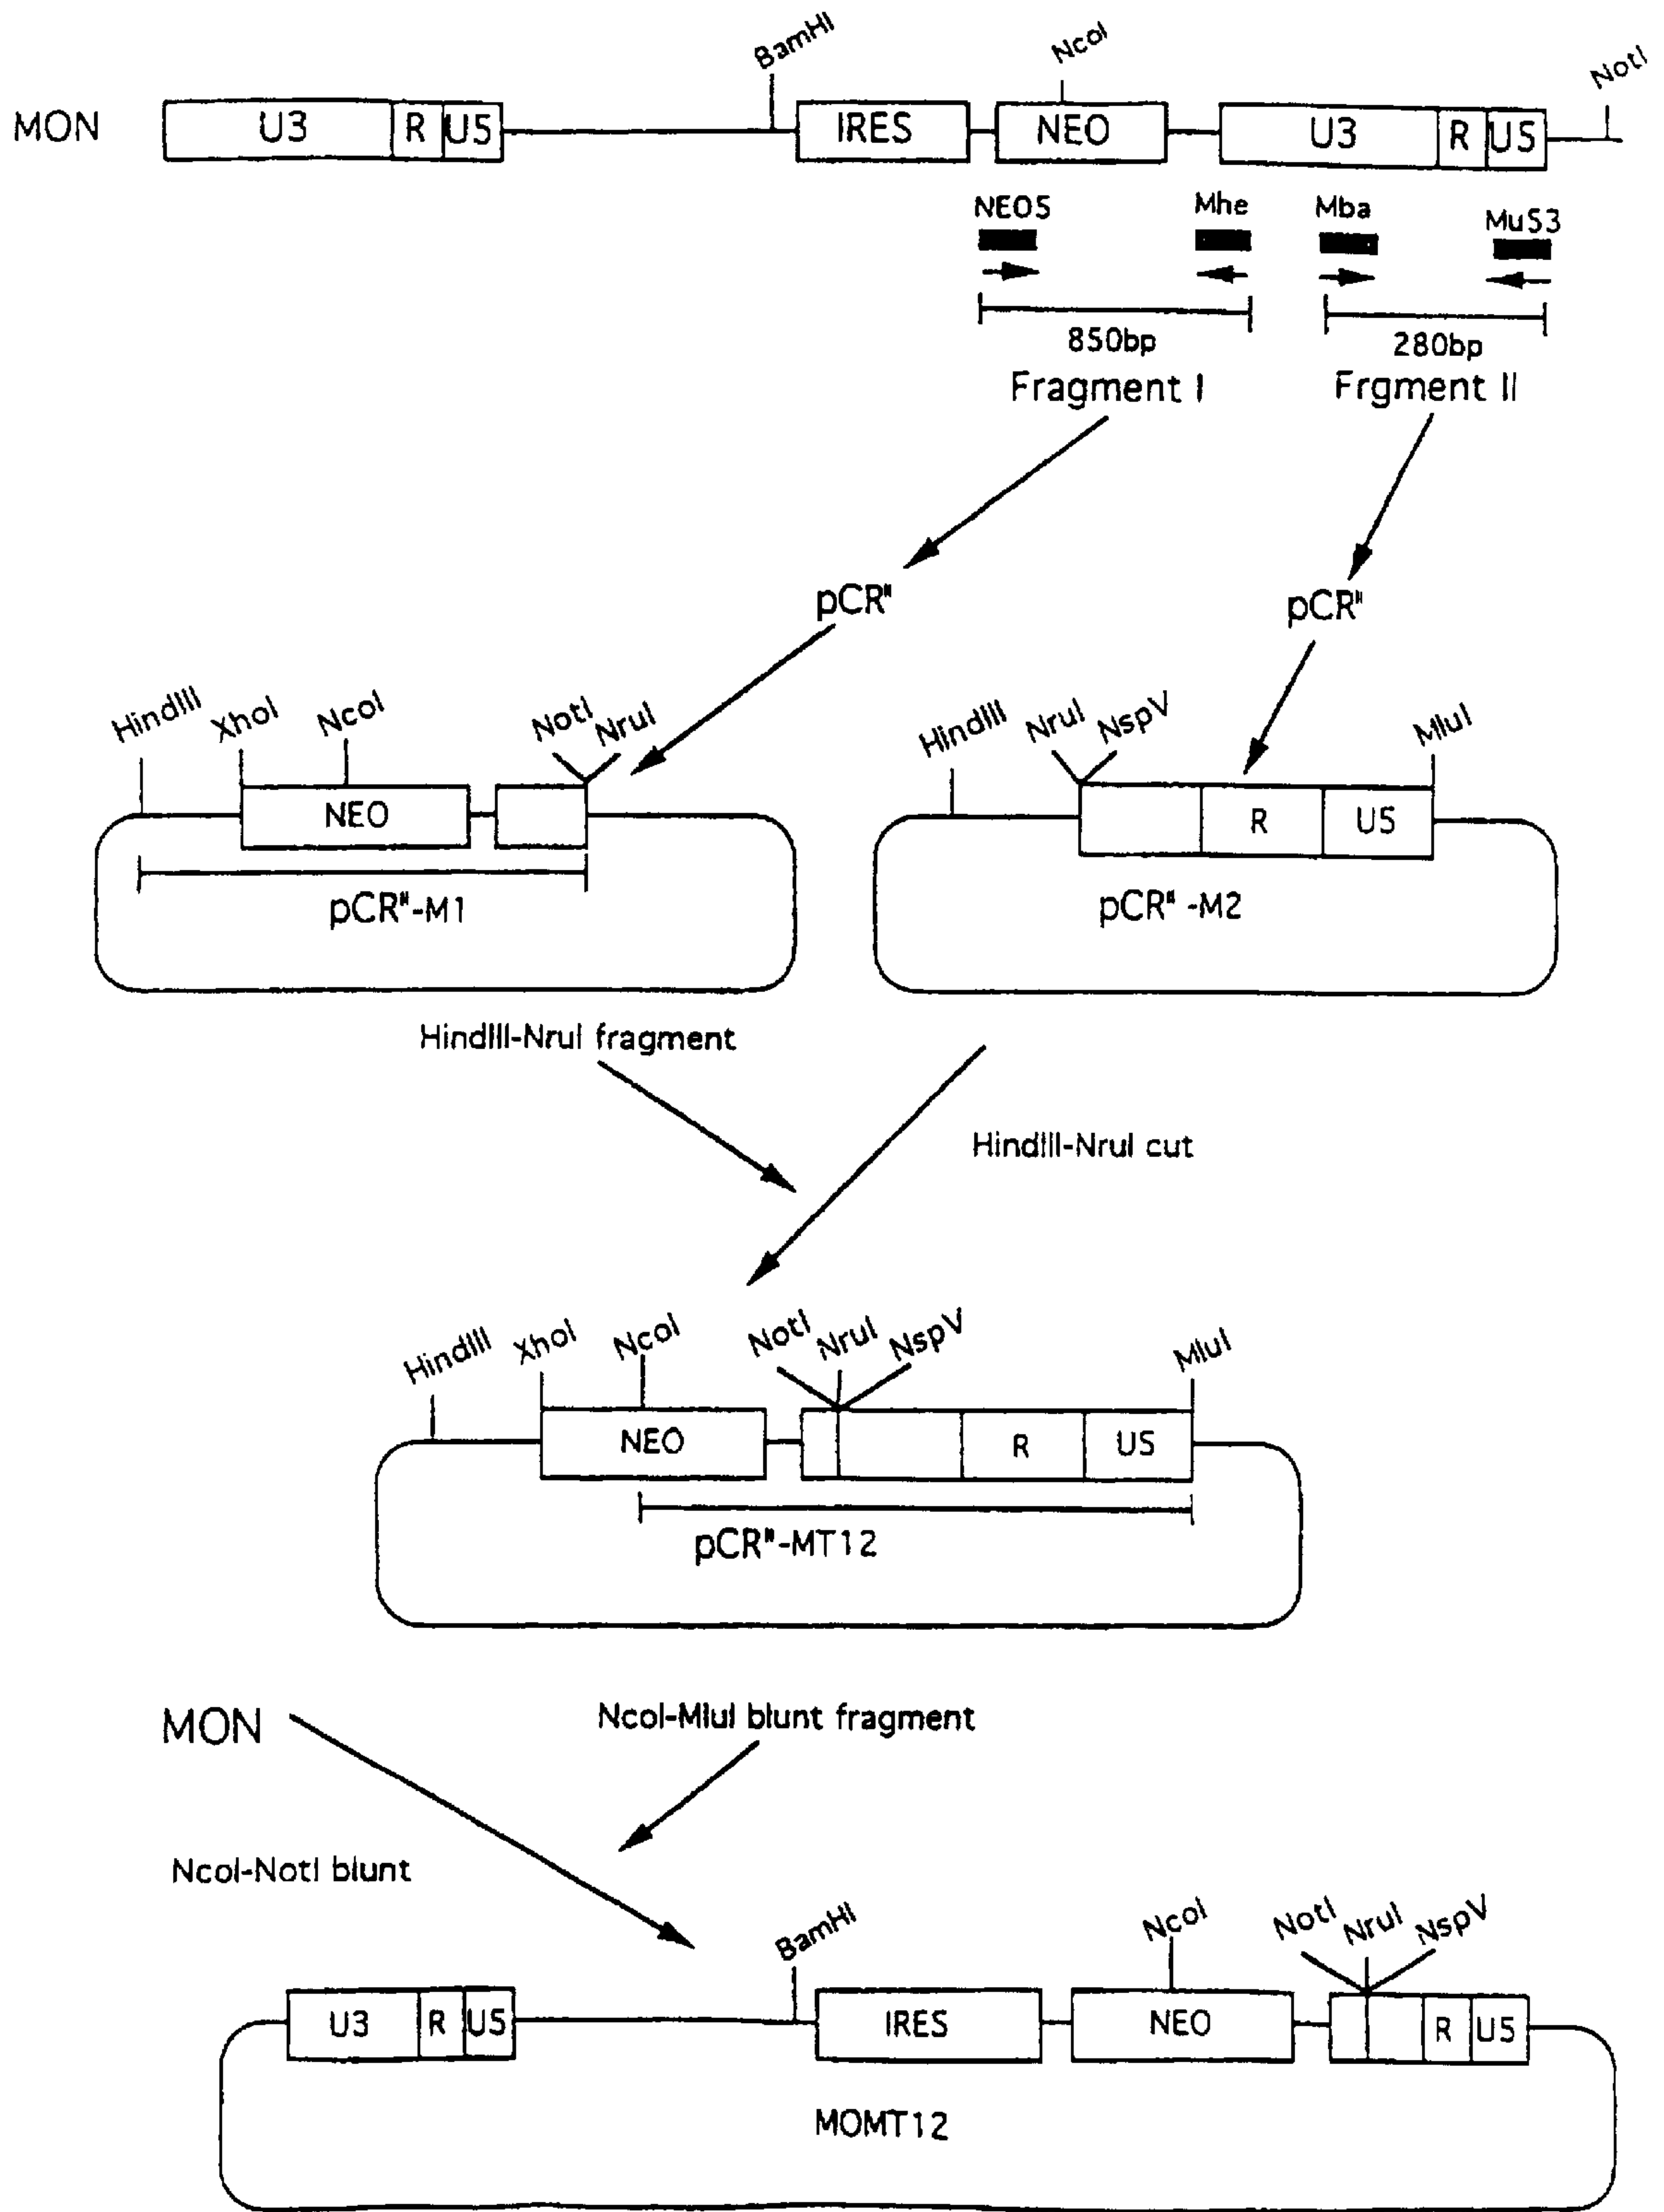 BamHI
NcoI
NotI
MON
U3
R
U5
IRES
NEO
U3
R
U5
NEO5
Mhe
Mba
MuS3
850bp
280bp
Fragment I
Frgment II
pCR"
pCR"
HindIII
XhoI
NcoI
NotI
NruI
HindIII
NruI
NspV
MluI
NEO
R
U5
pCR"-M1
pCR" -M2
HindIII-NruI fragment
HindIII-NruI cut
HindIII
XhoI
NcoI
NotI
NruI
NspV
MluI
NEO
R
U5
pCR"-MT12
MON
NcoI-MluI blunt fragment
NcoI-NotI blunt
BamHI
NcoI
NotI
NruI
NspV
U3
R
U5
IRES
NEO
R
U5
MOMT12